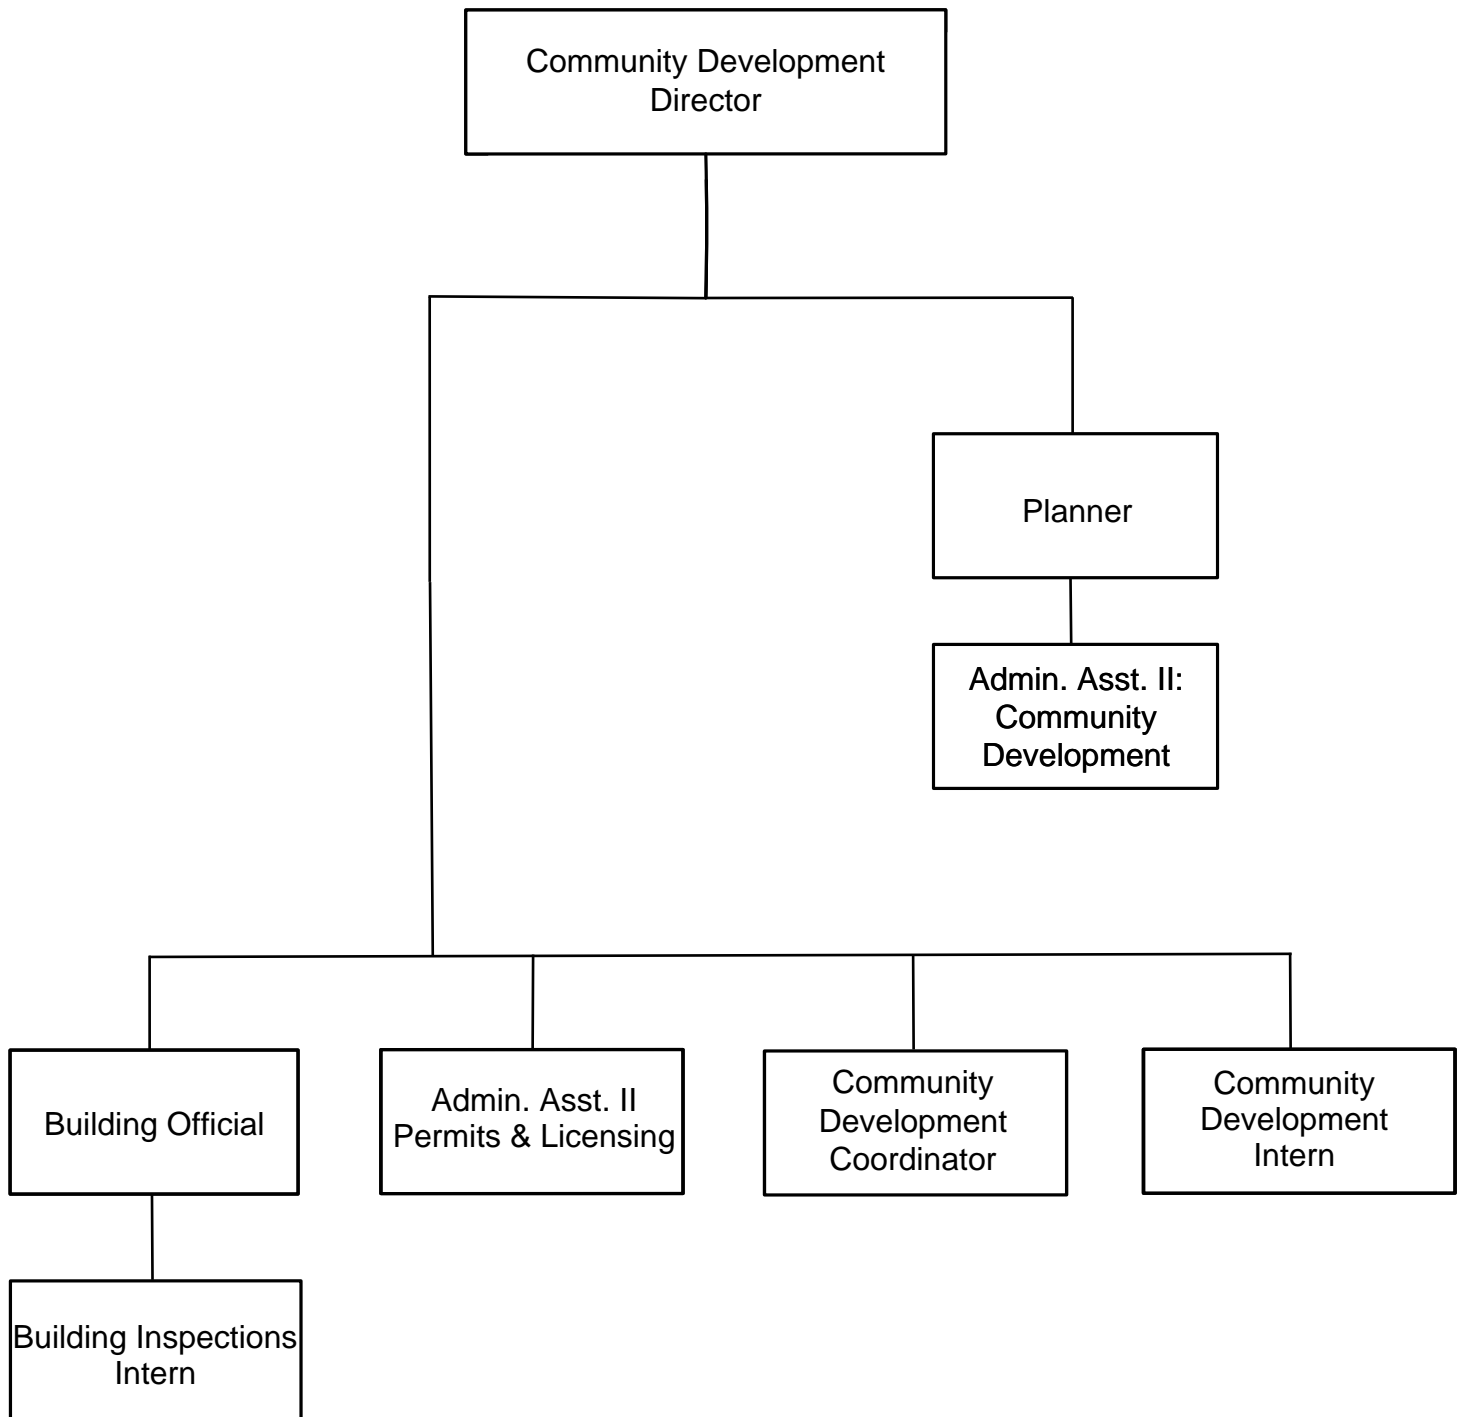 Community Development
Director
Planner
Admin. Asst. II:
Community
Development
Building Official
Admin. Asst. II
Permits & Licensing
Community
Development
Coordinator
Community
Development
Intern
Building Inspections
Intern